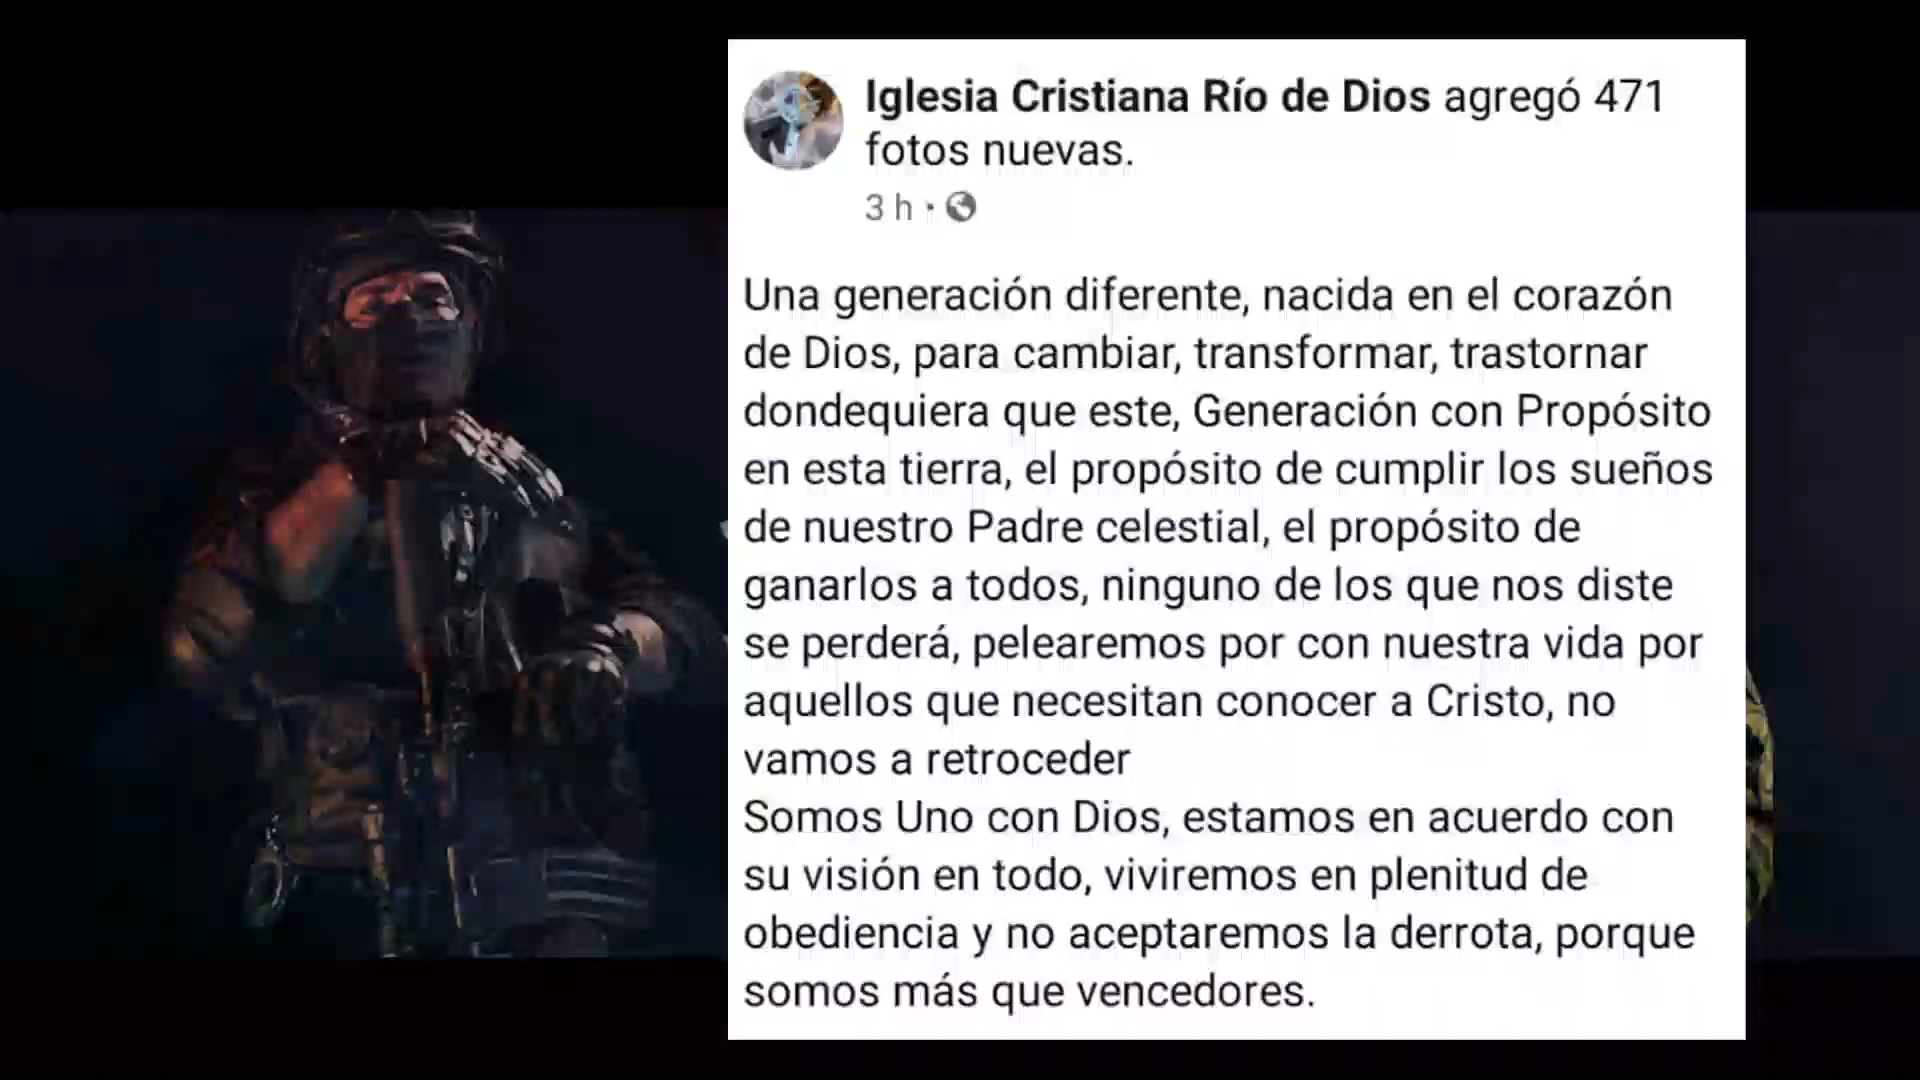 Iglesia Cristiana Río de Dios agregó 471
fotos nuevas.
3 h ·
Una generación diferente, nacida en el corazón
de Dios, para cambiar, transformar, trastornar
dondequiera que este, Generación con Propósito
en esta tierra, el propósito de cumplir los sueños
de nuestro Padre celestial, el propósito de
ganarlos a todos, ninguno de los que nos diste
se perderá, pelearemos por con nuestra vida por
aquellos que necesitan conocer a Cristo, no
vamos a retroceder
Somos Uno con Dios, estamos en acuerdo con
su visión en todo, viviremos en plenitud de
obediencia y no aceptaremos la derrota, porque
somos más que vencedores.